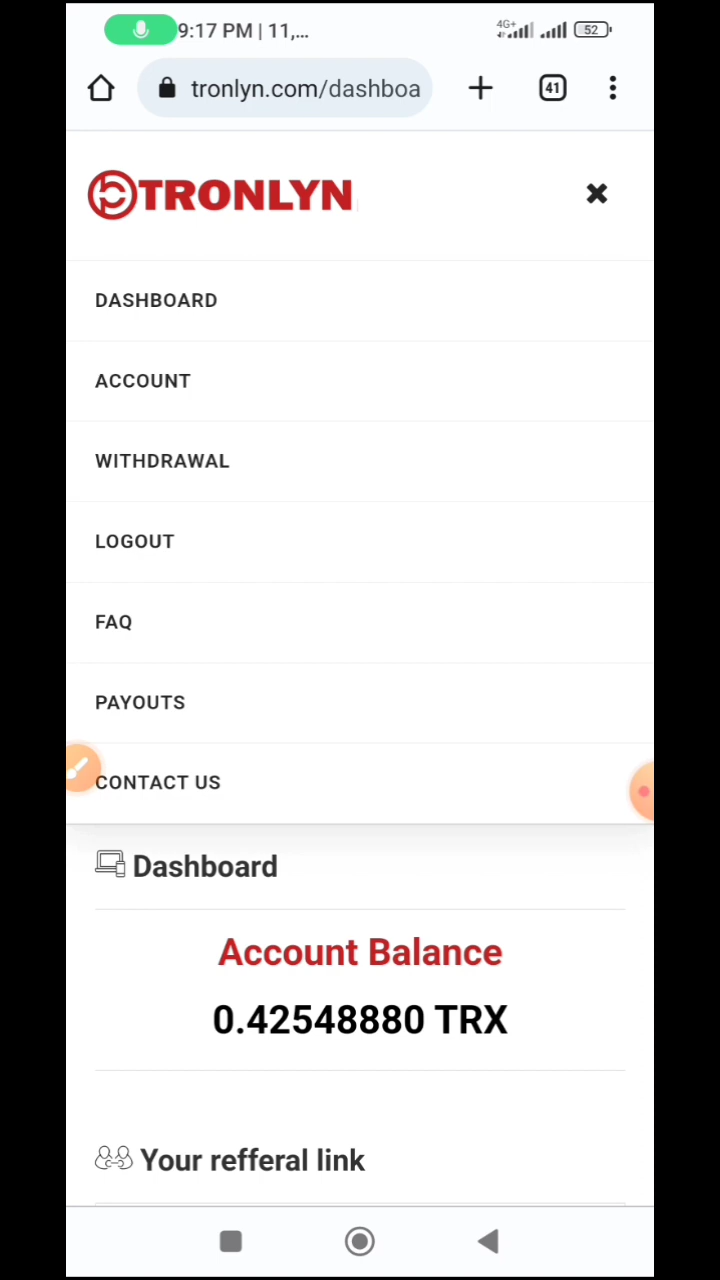 9:17 PM | 11,...
4G+
52
tronlyn.com/dashboa
41
TRONLYN
DASHBOARD
ACCOUNT
WITHDRAWAL
LOGOUT
FAQ
PAYOUTS
CONTACT US
Dashboard
Account Balance
0.42548880 TRX
Your refferal link